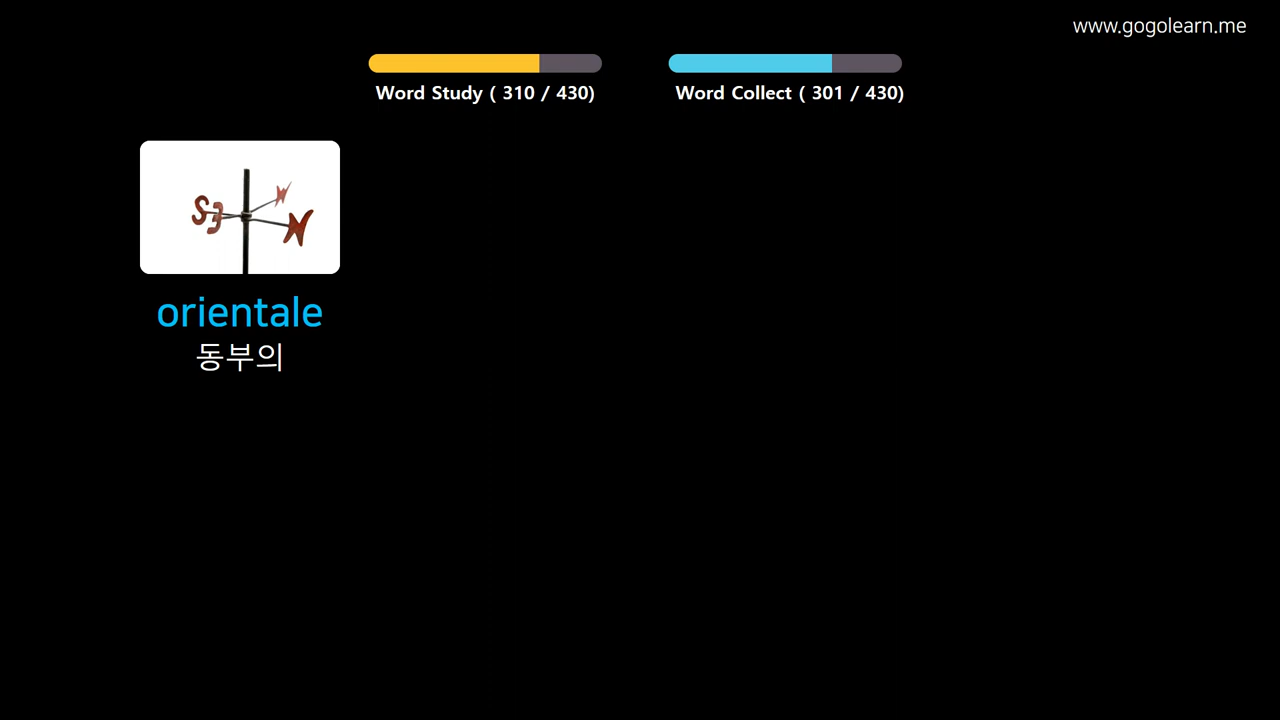 www.gogolearn.me
Word Study ( 310 / 430)
Word Collect ( 301 / 430)
S E W N
orientale
동부의